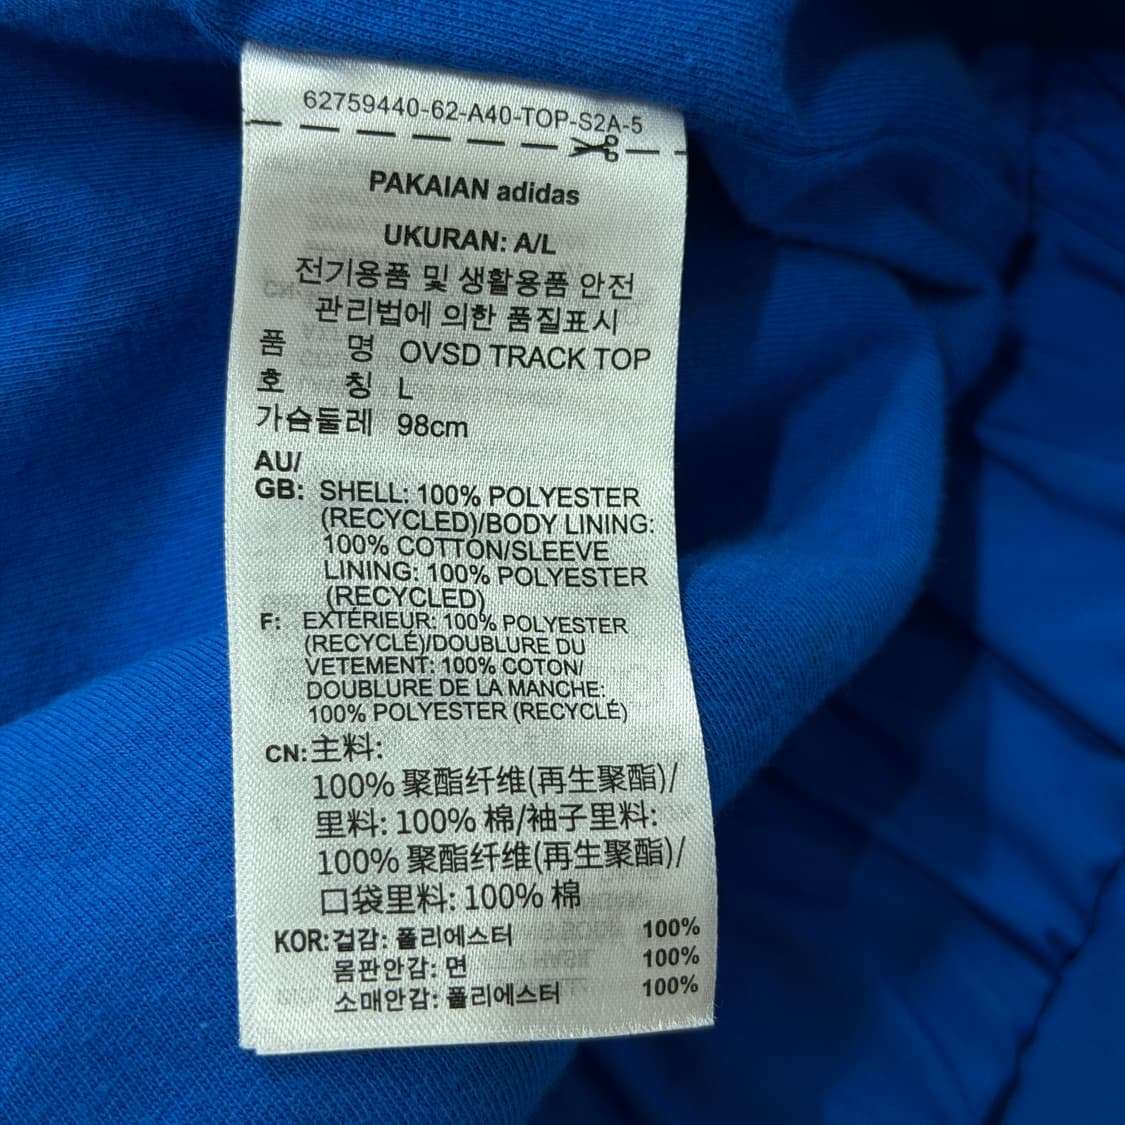 62759440-62-A40-TOP-S2A-5
PAKAIAN adidas
UKURAN: A/L
전기용품 및 생활용품 안전
관리법에 의한 품질표시
품 명 OVSD TRACK TOP
호 칭 L
가슴둘레 98cm
AU/
GB: SHELL: 100% POLYESTER
(RECYCLED)/BODY LINING:
100% COTTON/SLEEVE
LINING: 100% POLYESTER
(RECYCLED)
F: EXTÉRIEUR: 100% POLYESTER
(RECYCLÉ)/DOUBLURE DU
VETEMENT: 100% COTON/
DOUBLURE DE LA MANCHE:
100% POLYESTER (RECYCLÉ)
CN: 主料:
100% 聚酯纤维(再生聚酯)/
里料: 100% 棉/袖子里料:
100% 聚酯纤维(再生聚酯)/
口袋里料: 100% 棉
KOR: 겉감: 폴리에스터 100%
몸판안감: 면 100%
소매안감: 폴리에스터 100%